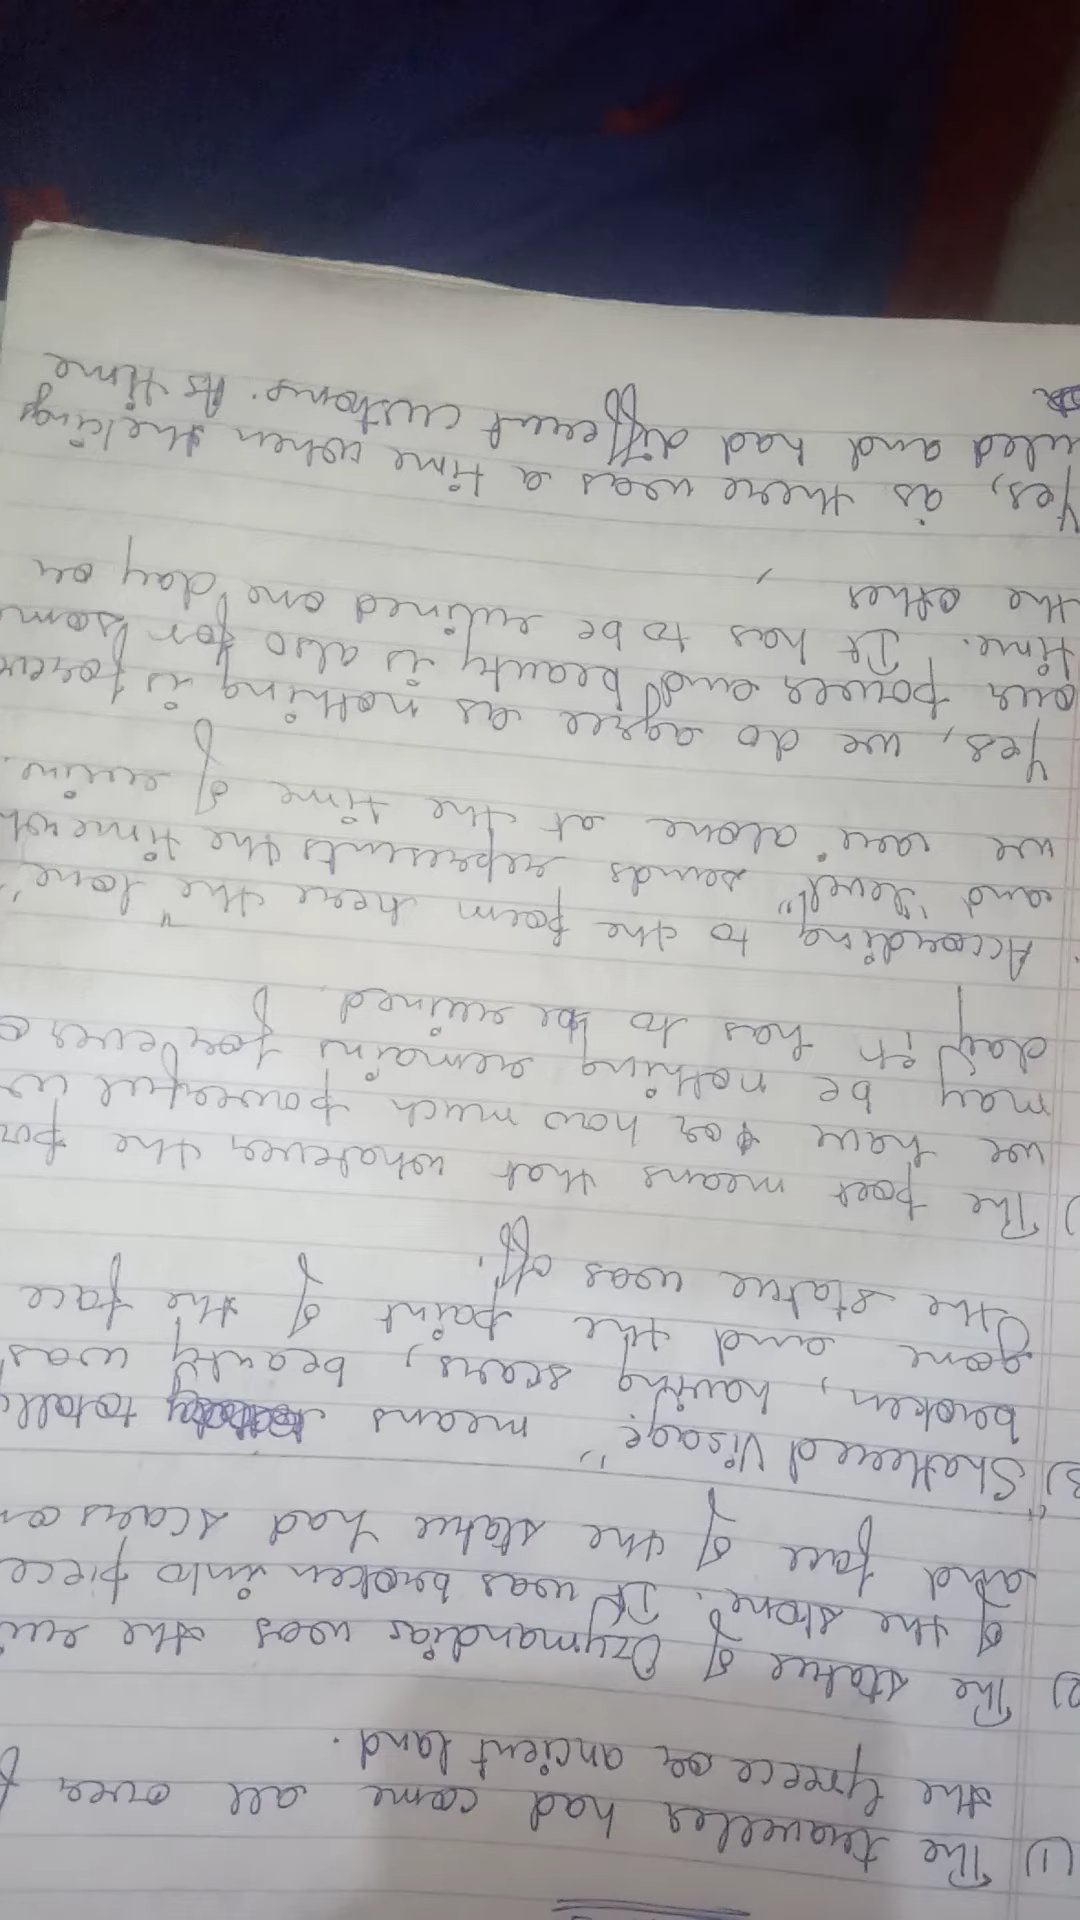 1) The traveller had come all over f
the Greece or ancient land.
2) The statue of Ozymandias was the
of the stone. It was broken into piece
and face of the statue had scars on
3) "Shattered Visage" means totall
broken, having scars, beauty was
gone and the paint of the face
the statue was off.
) The poet means that whatever the
we have or how much powerful we
may be nothing remains forever o
day it has to be ruined.
According to the poem here the "lone"
and "level" sands represents the time wh
we are alone at the time of
Yes, we do agree as nothing is forev
our power and beauty is also for some
time. It has to be ruined one day or
the other
Yes, as there was a time when the kings
uled and had different customs. As time